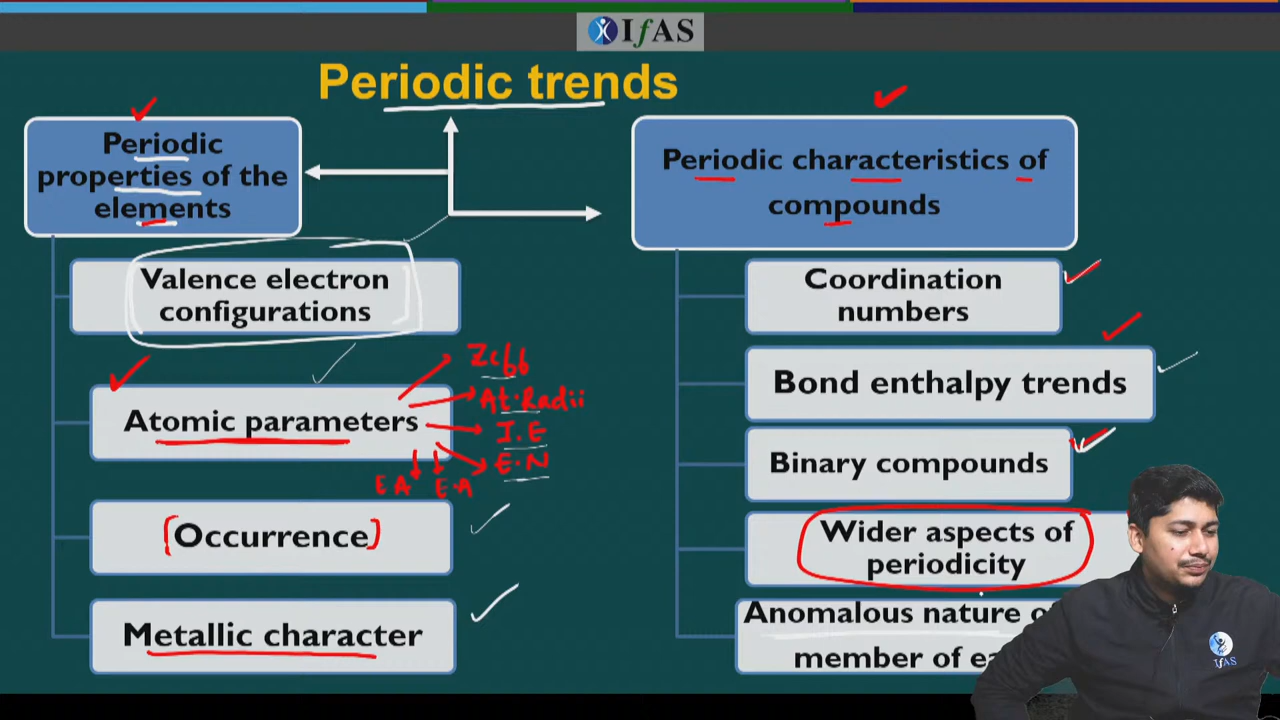 IfAS
Periodic trends
Periodic
properties of the
elements
Valence electron
configurations
Atomic parameters
Zeff
At. Radii
I.E
E.N
EA
E.A
Occurrence
Metallic character
Periodic characteristics of
compounds
Coordination
numbers
Bond enthalpy trends
Binary compounds
Wider aspects of
periodicity
Anomalous nature
member of
IfAS